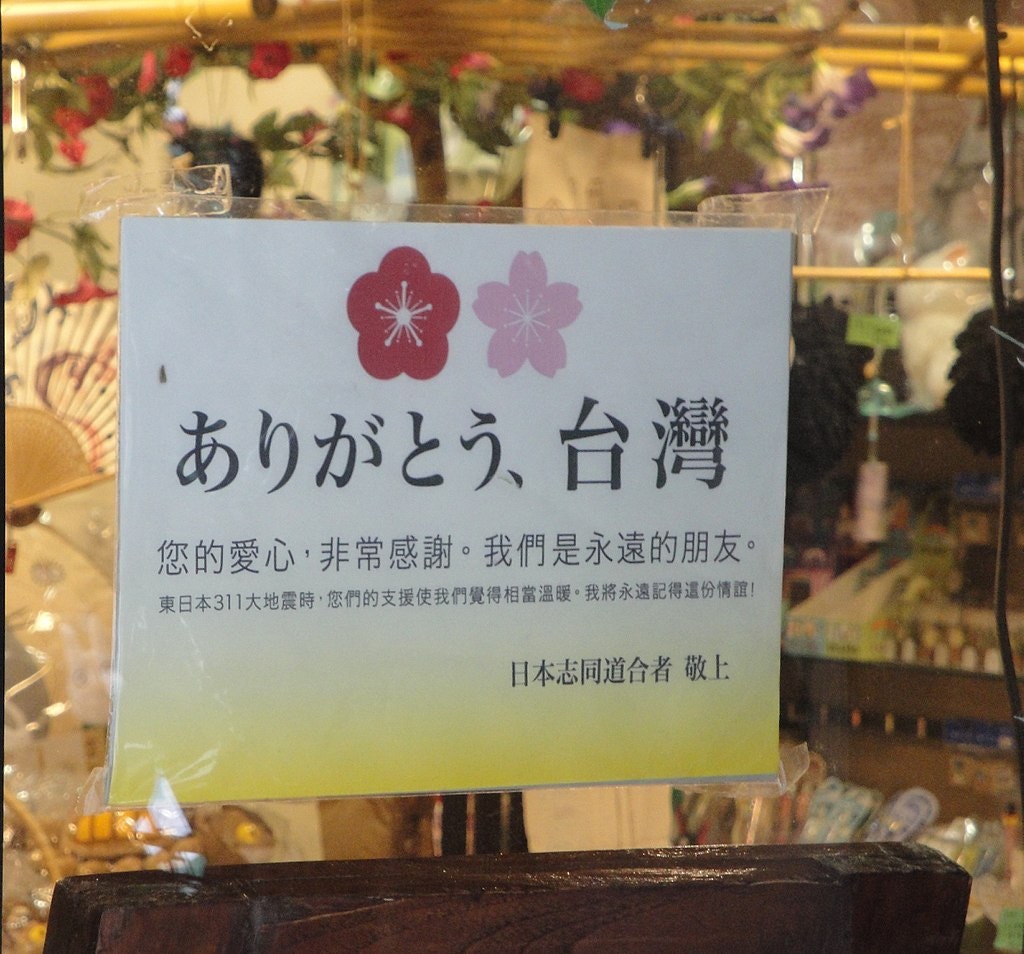 ありがとう、台灣
您的愛心，非常感謝。我們是永遠的朋友。
東日本311大地震時，您們的支援使我們覺得相當溫暖。我將永遠記得這份情誼！
日本志同道合者 敬上